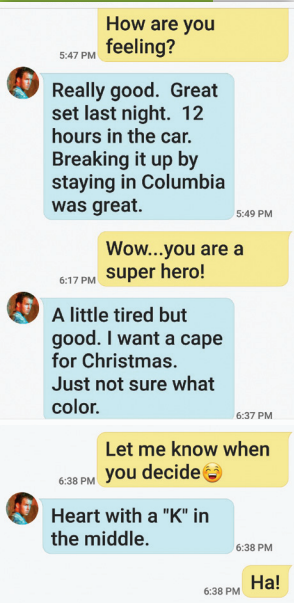 How are you
feeling?
5:47 PM
Really good.  Great
set last night.  12
hours in the car.
Breaking it up by
staying in Columbia
was great.
5:49 PM
Wow...you are a
super hero!
6:17 PM
A little tired but
good. I want a cape
for Christmas.
Just not sure what
color.
6:37 PM
Let me know when
you decide😂
6:38 PM
Heart with a "K" in
the middle.
6:38 PM
Ha!
6:38 PM